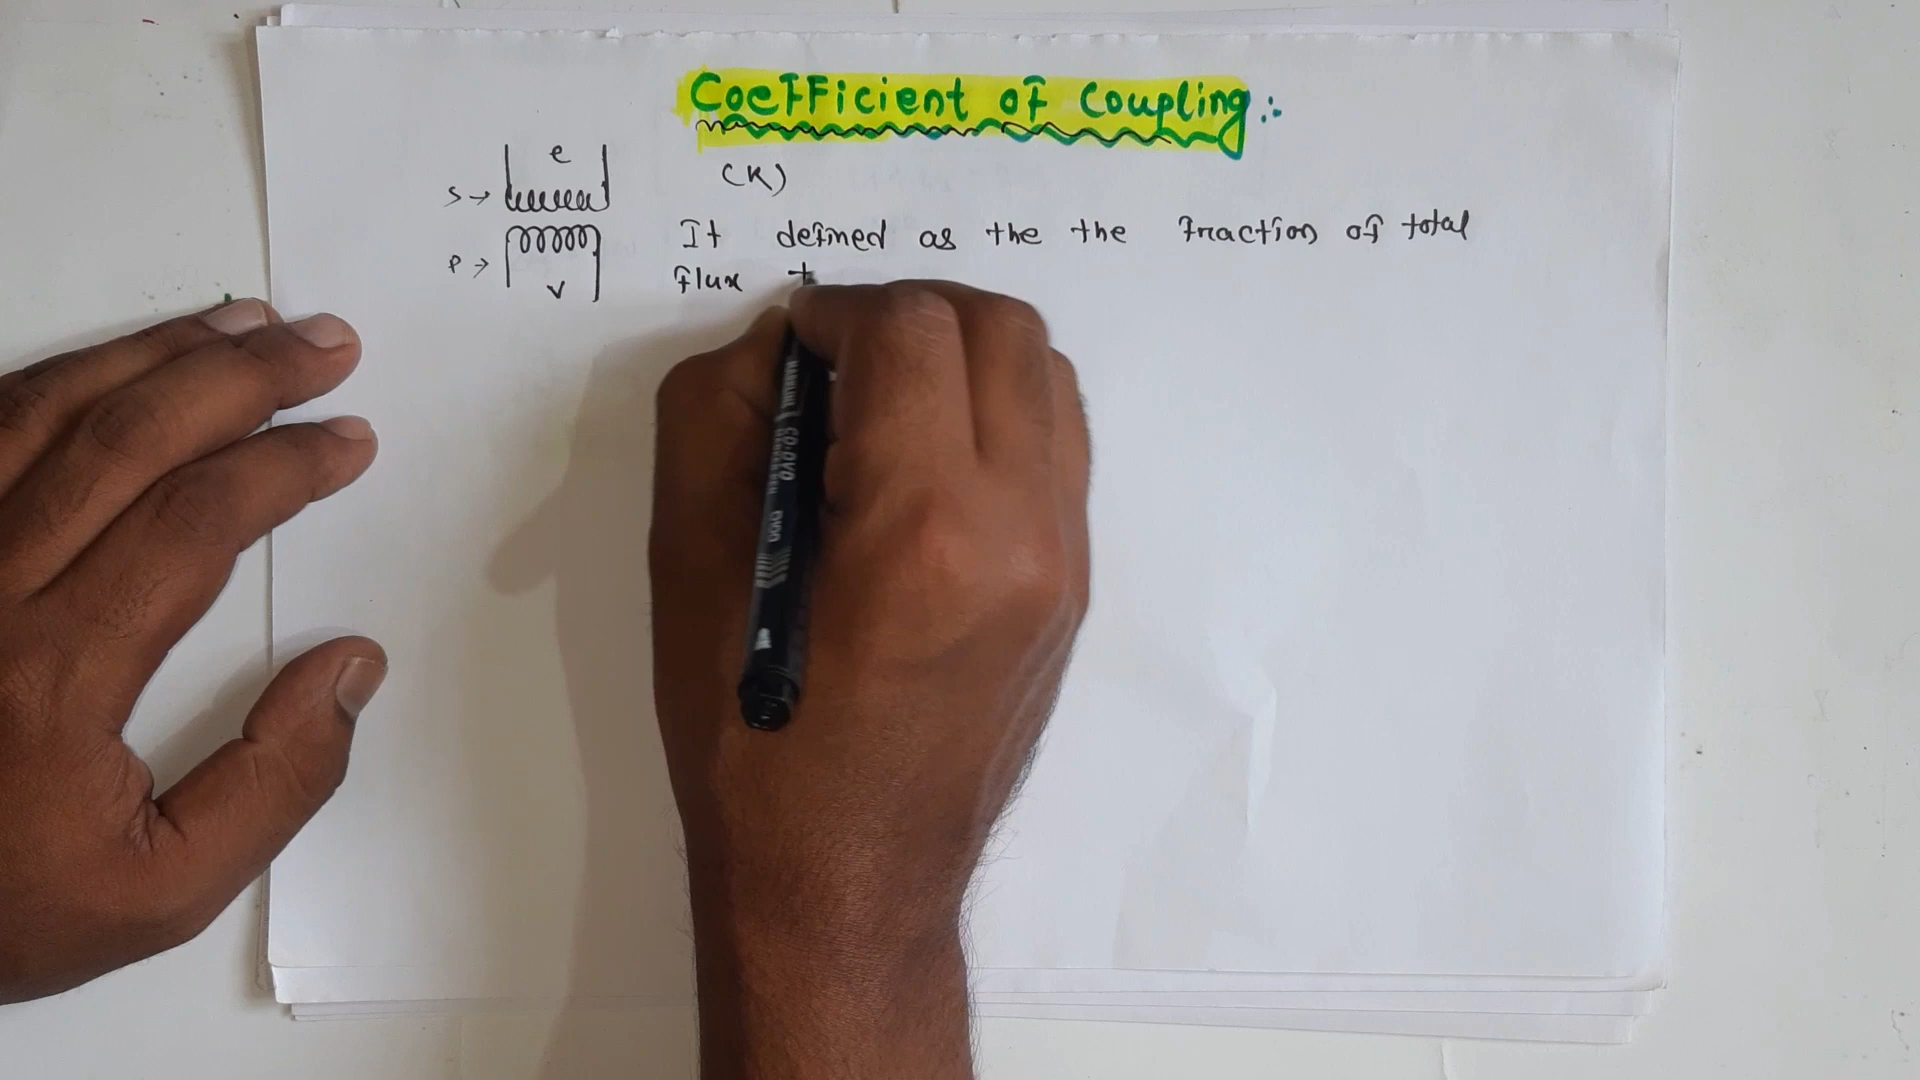 Coefficient of Coupling:
(K)
e
S→
P→
v
It defined as the the fraction of total
flux t